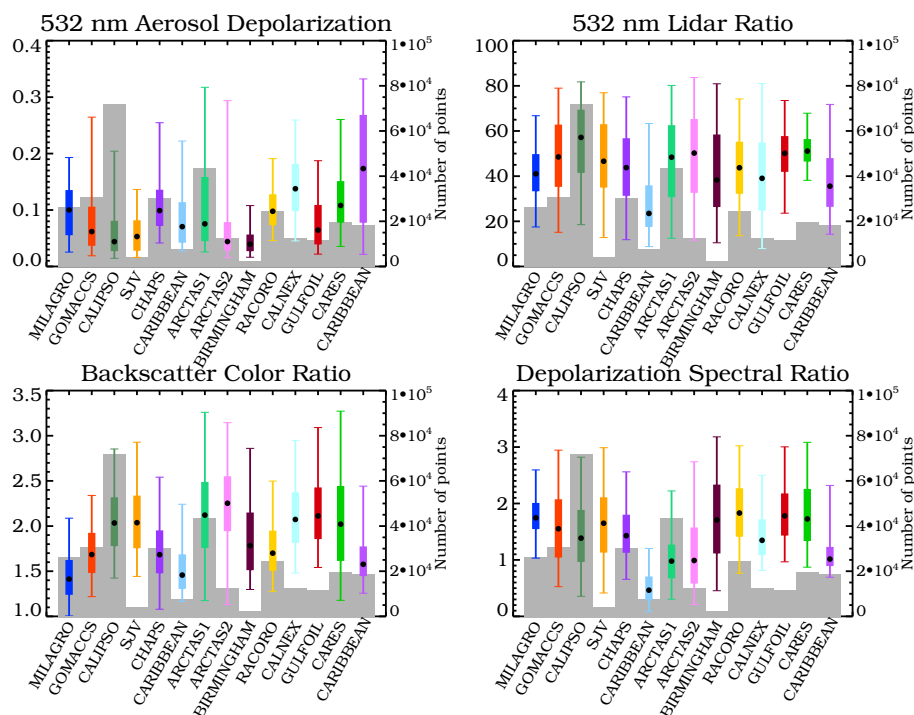 532 nm Aerosol Depolarization
0.4
0.3
0.2
0.1
0.0
1•10⁵
8•10⁴
6•10⁴
4•10⁴
2•10⁴
0
Number of points
MILAGRO
GOMACCS
CALIPSO
SJV
CHAPS
CARIBBEAN
ARCTAS1
ARCTAS2
BIRMINGHAM
RACORO
CALNEX
GULFOIL
CARES
CARIBBEAN
532 nm Lidar Ratio
100
80
60
40
20
0
1•10⁵
8•10⁴
6•10⁴
4•10⁴
2•10⁴
0
Number of points
MILAGRO
GOMACCS
CALIPSO
SJV
CHAPS
CARIBBEAN
ARCTAS1
ARCTAS2
BIRMINGHAM
RACORO
CALNEX
GULFOIL
CARES
CARIBBEAN
Backscatter Color Ratio
3.5
3.0
2.5
2.0
1.5
1.0
1•10⁵
8•10⁴
6•10⁴
4•10⁴
2•10⁴
0
Number of points
MILAGRO
GOMACCS
CALIPSO
SJV
CHAPS
CARIBBEAN
ARCTAS1
ARCTAS2
BIRMINGHAM
RACORO
CALNEX
GULFOIL
CARES
CARIBBEAN
Depolarization Spectral Ratio
4
3
2
1
0
1•10⁵
8•10⁴
6•10⁴
4•10⁴
2•10⁴
0
Number of points
MILAGRO
GOMACCS
CALIPSO
SJV
CHAPS
CARIBBEAN
ARCTAS1
ARCTAS2
BIRMINGHAM
RACORO
CALNEX
GULFOIL
CARES
CARIBBEAN